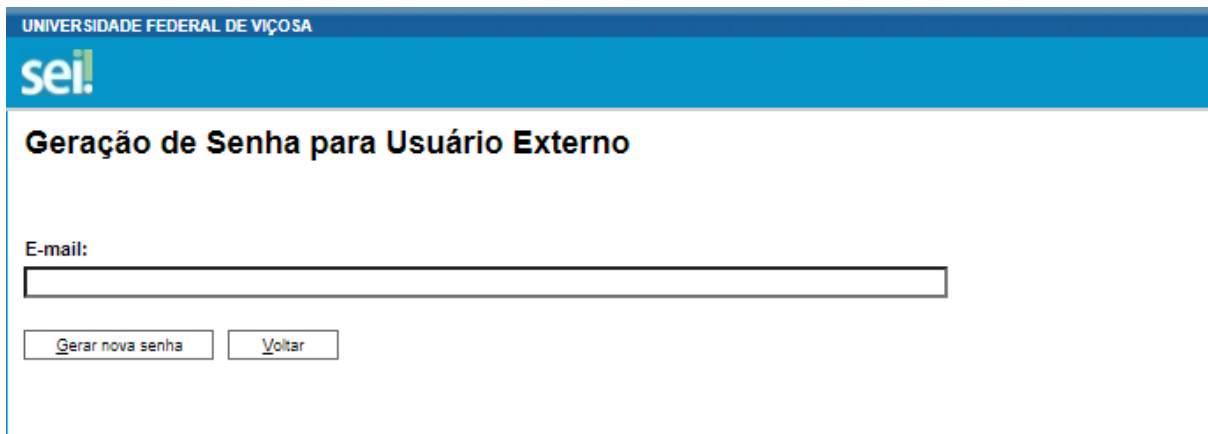 UNIVERSIDADE FEDERAL DE VIÇOSA
sei!
Geração de Senha para Usuário Externo
E-mail:
Gerar nova senha Voltar